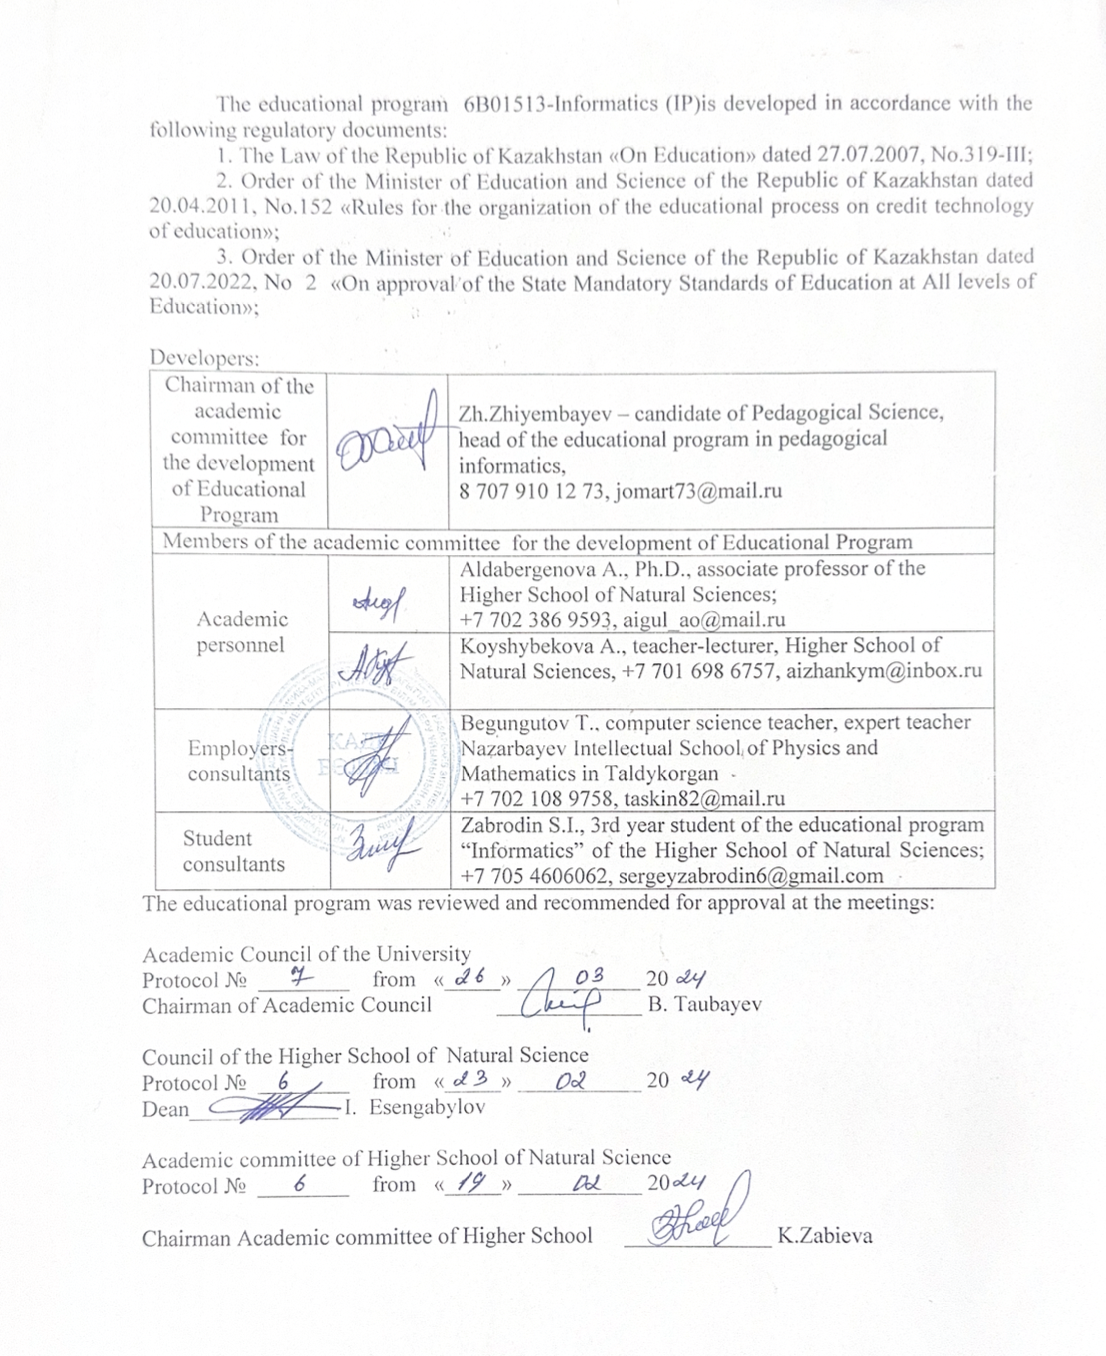 The educational program 6B01513-Informatics (IP)is developed in accordance with the
following regulatory documents:
1. The Law of the Republic of Kazakhstan «On Education» dated 27.07.2007, No.319-III;
2. Order of the Minister of Education and Science of the Republic of Kazakhstan dated
20.04.2011, No.152 «Rules for the organization of the educational process on credit technology
of education»;
3. Order of the Minister of Education and Science of the Republic of Kazakhstan dated
20.07.2022, No 2 «On approval of the State Mandatory Standards of Education at All levels of
Education»;
Developers:
Chairman of the
academic
committee for
the development
of Educational
Program
Zh.Zhiyembayev – candidate of Pedagogical Science,
head of the educational program in pedagogical
informatics,
8 707 910 12 73, jomart73@mail.ru
Members of the academic committee for the development of Educational Program
Academic
personnel
Aldabergenova A., Ph.D., associate professor of the
Higher School of Natural Sciences;
+7 702 386 9593, aigul_ao@mail.ru
Koyshybekova A., teacher-lecturer, Higher School of
Natural Sciences, +7 701 698 6757, aizhankym@inbox.ru
Employers-
consultants
Begungutov T., computer science teacher, expert teacher
Nazarbayev Intellectual School of Physics and
Mathematics in Taldykorgan
+7 702 108 9758, taskin82@mail.ru
Student
consultants
Zabrodin S.I., 3rd year student of the educational program
“Informatics” of the Higher School of Natural Sciences;
+7 705 4606062, sergeyzabrodin6@gmail.com
The educational program was reviewed and recommended for approval at the meetings:
Academic Council of the University
Protocol № 7 from « 26 » 03 20 24
Chairman of Academic Council B. Taubayev
Council of the Higher School of Natural Science
Protocol № 6 from « 23 » 02 20 24
Dean I. Esengabylov
Academic committee of Higher School of Natural Science
Protocol № 6 from « 19 » 02 20 24
Chairman Academic committee of Higher School K.Zabieva